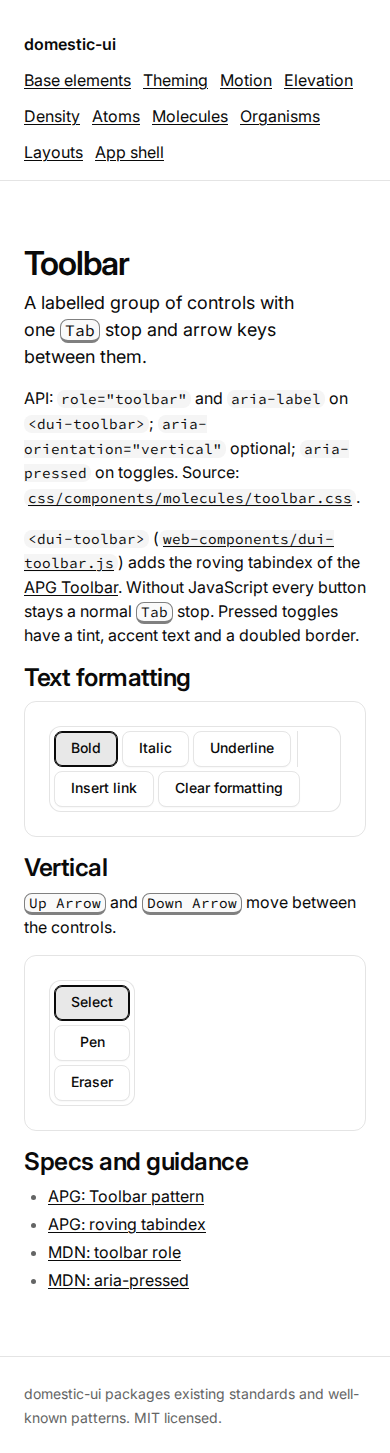 domestic-ui
Base elements Theming Motion Elevation
Density Atoms Molecules Organisms
Layouts App shell
Toolbar
A labelled group of controls with
one Tab stop and arrow keys
between them.
API: role="toolbar" and aria-label on
<dui-toolbar>; aria-
orientation="vertical" optional; aria-
pressed on toggles. Source:
css/components/molecules/toolbar.css.
<dui-toolbar> (web-components/dui-
toolbar.js) adds the roving tabindex of the
APG Toolbar. Without JavaScript every button
stays a normal Tab stop. Pressed toggles
have a tint, accent text and a doubled border.
Text formatting
Bold Italic Underline
Insert link Clear formatting
Vertical
Up Arrow and Down Arrow move between
the controls.
Select
Pen
Eraser
Specs and guidance
APG: Toolbar pattern
APG: roving tabindex
MDN: toolbar role
MDN: aria-pressed
domestic-ui packages existing standards and well-
known patterns. MIT licensed.